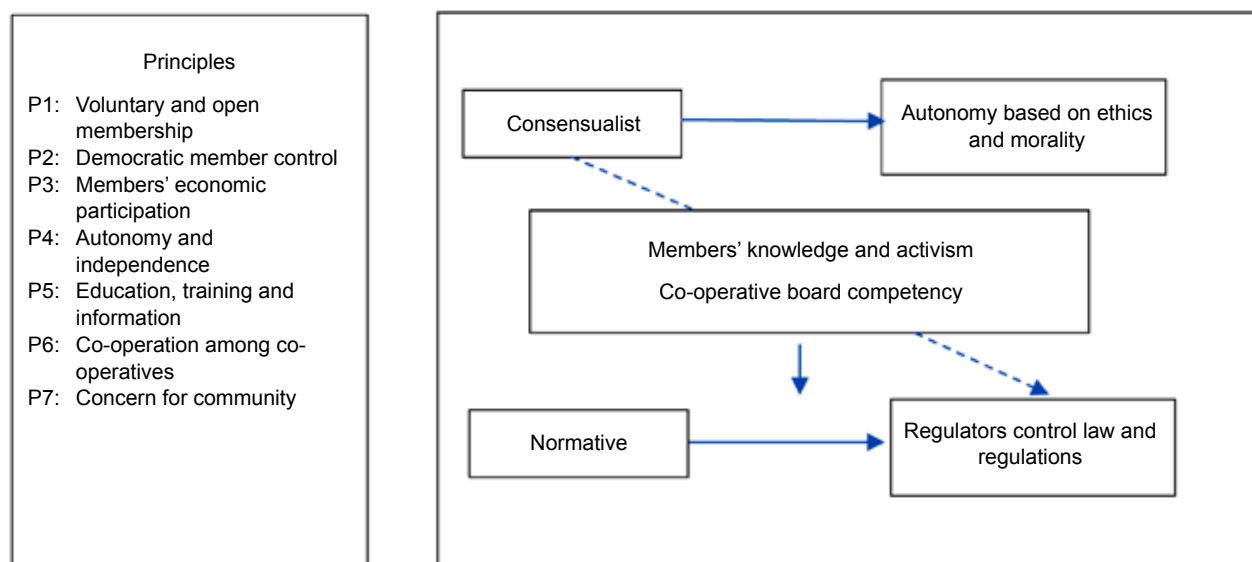 Principles
P1: Voluntary and open
membership
P2: Democratic member control
P3: Members’ economic
participation
P4: Autonomy and
independence
P5: Education, training and
information
P6: Co-operation among co-
operatives
P7: Concern for community
Consensualist
Autonomy based on ethics
and morality
Members’ knowledge and activism
Co-operative board competency
Normative
Regulators control law and
regulations